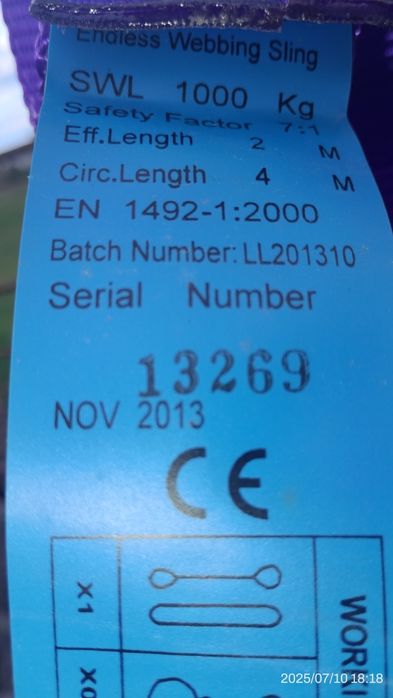 Endless Webbing Sling
SWL 1000 Kg
Safety Factor 7:1
Eff.Length 2 M
Circ.Length 4 M
EN 1492-1:2000
Batch Number: LL201310
Serial Number
13269
NOV 2013
CE
X1
2025/07/10 18:18